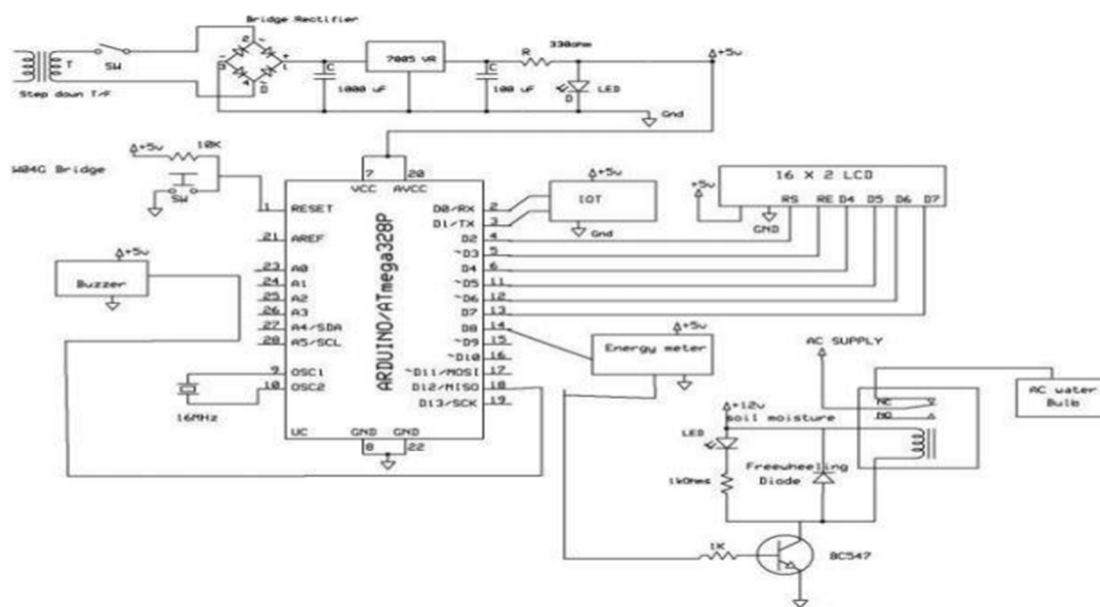 Bridge Rectifier
330ohm
R
+5v
2
-
-
+
3
1
4
D1
T
SW
Step down T/F
7805 VR
C
1000 uF
C
100 uF
LED
D
Gnd
+5v
10K
W04G Bridge
SW
7
20
VCC AVCC
1 RESET
21 AREF
23 A0
24 A1
25 A2
26 A3
27 A4/SDA
28 A5/SCL
9 OSC1
10 OSC2
16MHz
UC
GND GND
8 22
ARDUINO/ATmega328P
D0/RX 2
D1/TX 3
D2 4
~D3 5
D4 6
~D5 11
~D6 12
D7 13
D8 14
~D9 15
~D10 16
~D11/MOSI 17
D12/MISO 18
D13/SCK 19
+5v
Buzzer
+5v
IOT
Gnd
16 X 2 LCD
+5v
GND
RS RE D4 D5 D6 D7
+5v
Energy meter
AC SUPPLY
AC water
Bulb
NC
NO
+12v
soil moisture
LED
1kOhms
Freewheeling
Diode
1K
BC547